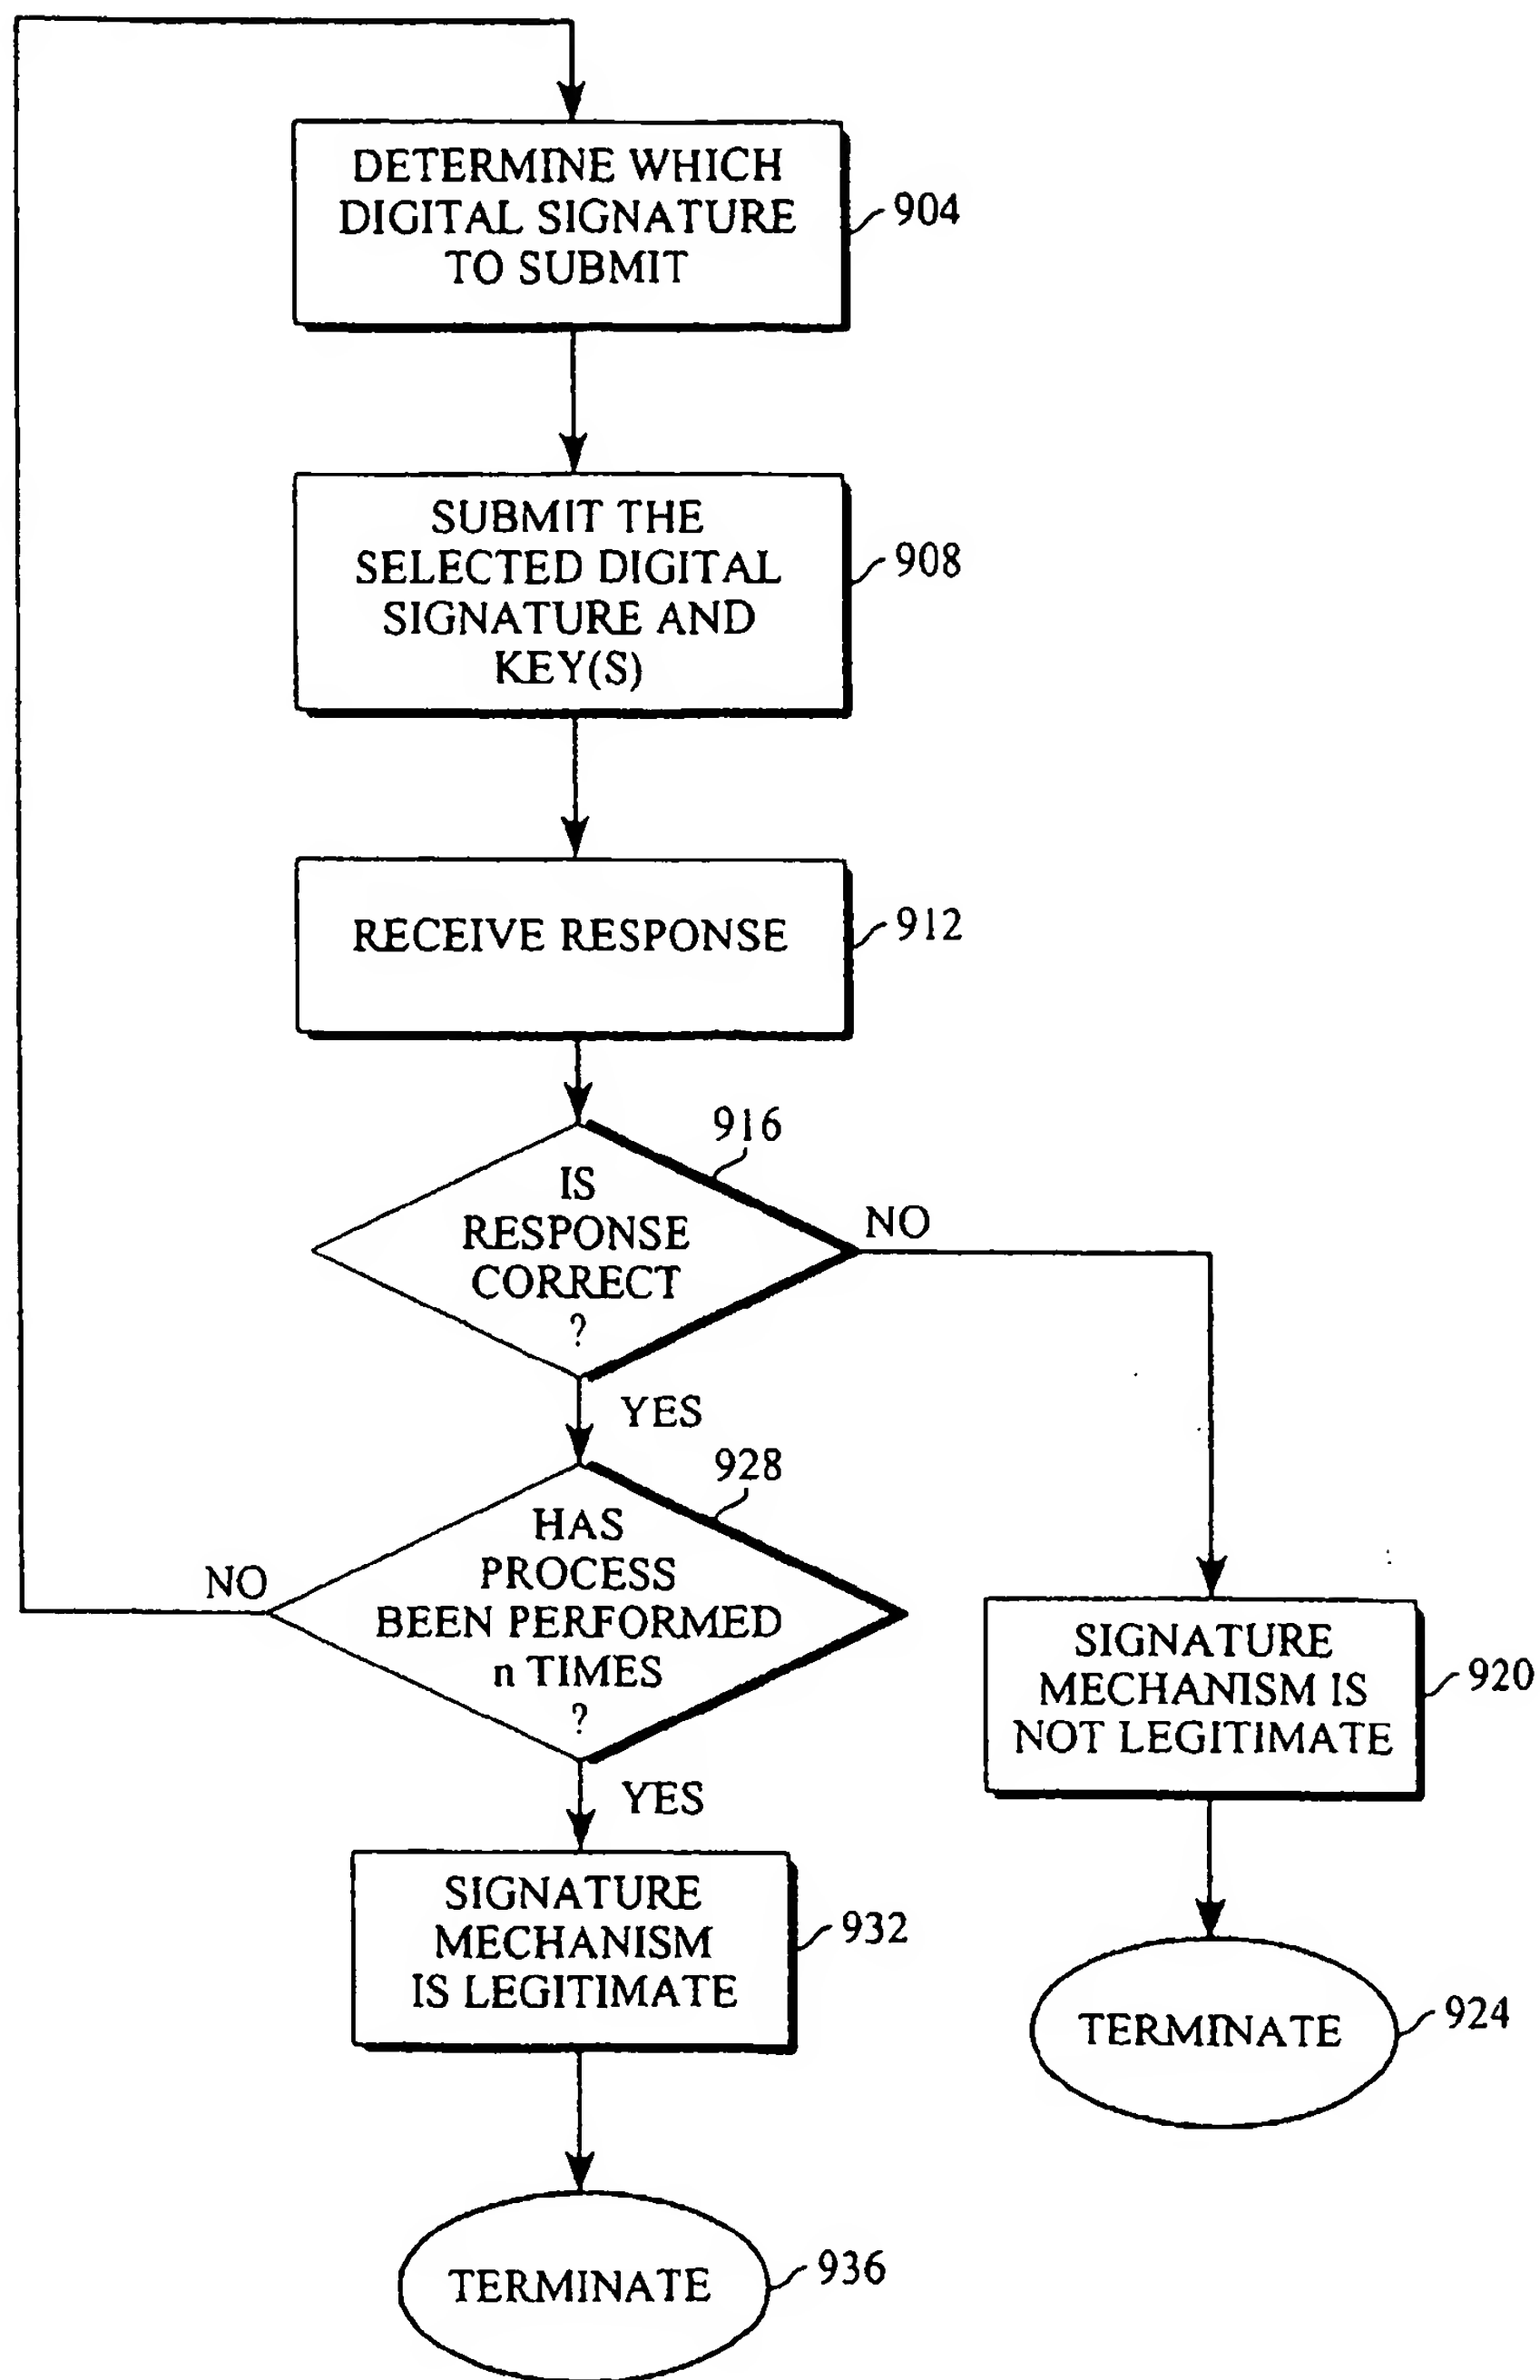 DETERMINE WHICH
DIGITAL SIGNATURE
TO SUBMIT
904
SUBMIT THE
SELECTED DIGITAL
SIGNATURE AND
KEY(S)
908
RECEIVE RESPONSE
912
916
IS
RESPONSE
CORRECT
?
NO
YES
928
HAS
PROCESS
BEEN PERFORMED
n TIMES
?
NO
YES
SIGNATURE
MECHANISM IS
NOT LEGITIMATE
920
SIGNATURE
MECHANISM
IS LEGITIMATE
932
TERMINATE
924
TERMINATE
936